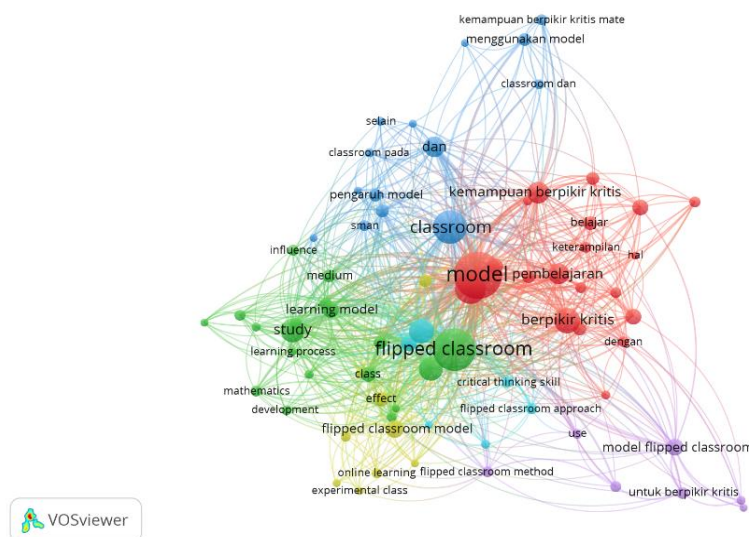 kemampuan berpikir kritis mate
menggunakan model
classroom dan
selain
dan
classroom pada
kemampuan berpikir kritis
pengaruh model
belajar
sman
classroom
influence
keterampilan
hal
medium
model
pembelajaran
learning model
study
berpikir kritis
dengan
learning process
flipped classroom
class
critical thinking skill
mathematics
effect
development
flipped classroom approach
flipped classroom model
use
model flipped classroom
online learning
flipped classroom method
experimental class
untuk berpikir kritis
VOSviewer